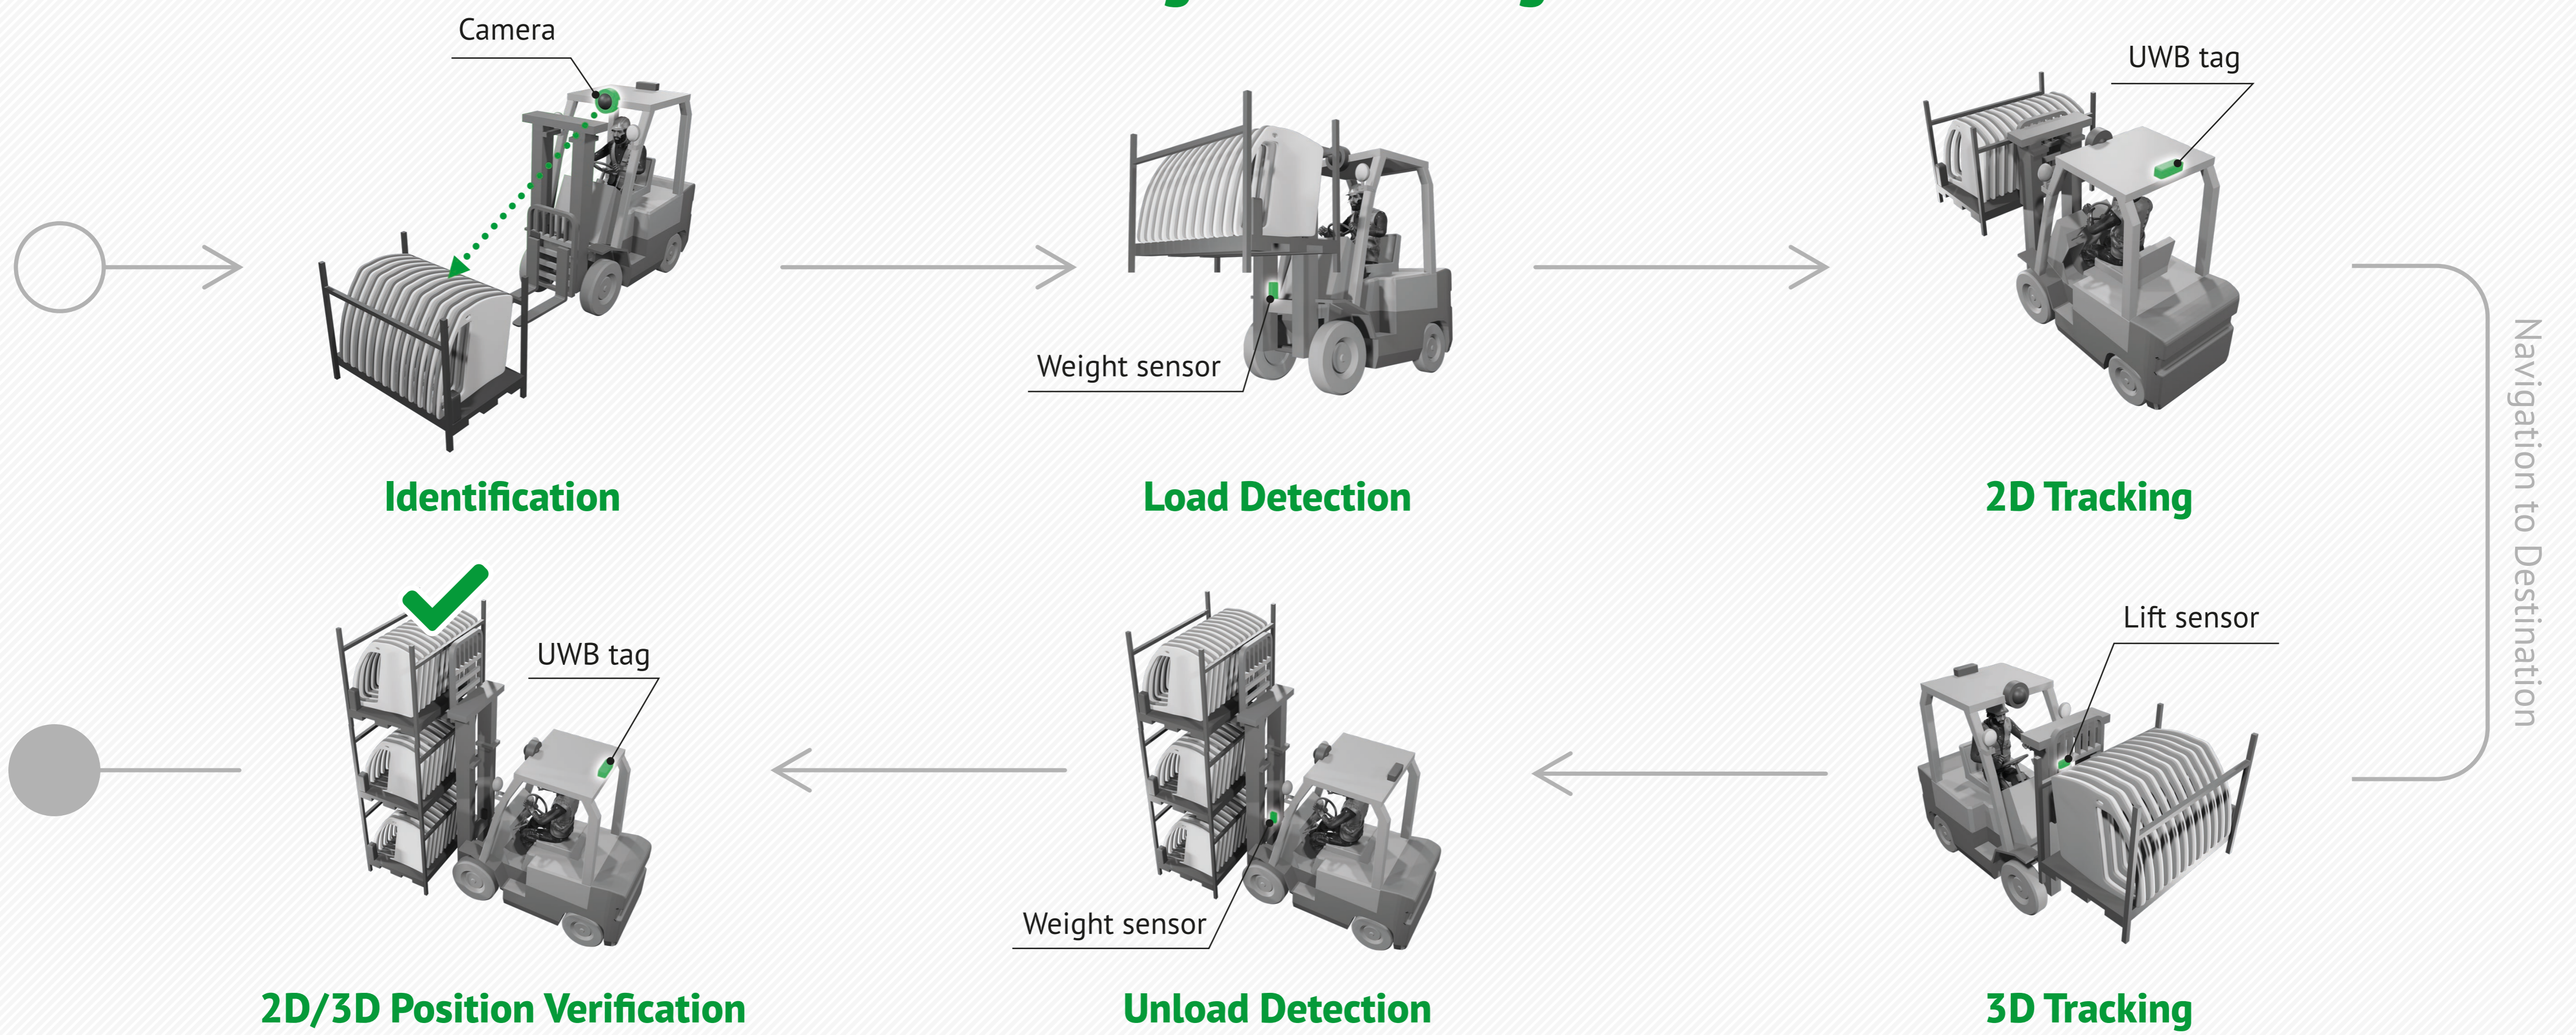 Camera
UWB tag
Weight sensor
Identification
Load Detection
2D Tracking
Navigation to Destination
UWB tag
Lift sensor
Weight sensor
2D/3D Position Verification
Unload Detection
3D Tracking